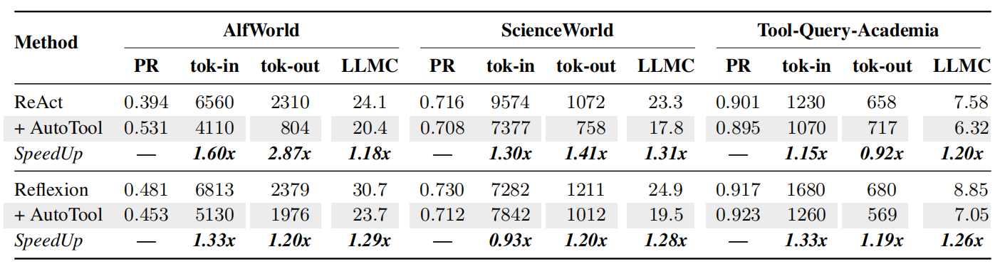 Method AlfWorld ScienceWorld Tool-Query-Academia
PR tok-in tok-out LLMC PR tok-in tok-out LLMC PR tok-in tok-out LLMC
ReAct 0.394 6560 2310 24.1 0.716 9574 1072 23.3 0.901 1230 658 7.58
+ AutoTool 0.531 4110 804 20.4 0.708 7377 758 17.8 0.895 1070 717 6.32
SpeedUp — 1.60x 2.87x 1.18x — 1.30x 1.41x 1.31x — 1.15x 0.92x 1.20x
Reflexion 0.481 6813 2379 30.7 0.730 7282 1211 24.9 0.917 1680 680 8.85
+ AutoTool 0.453 5130 1976 23.7 0.712 7842 1012 19.5 0.923 1260 569 7.05
SpeedUp — 1.33x 1.20x 1.29x — 0.93x 1.20x 1.28x — 1.33x 1.19x 1.26x